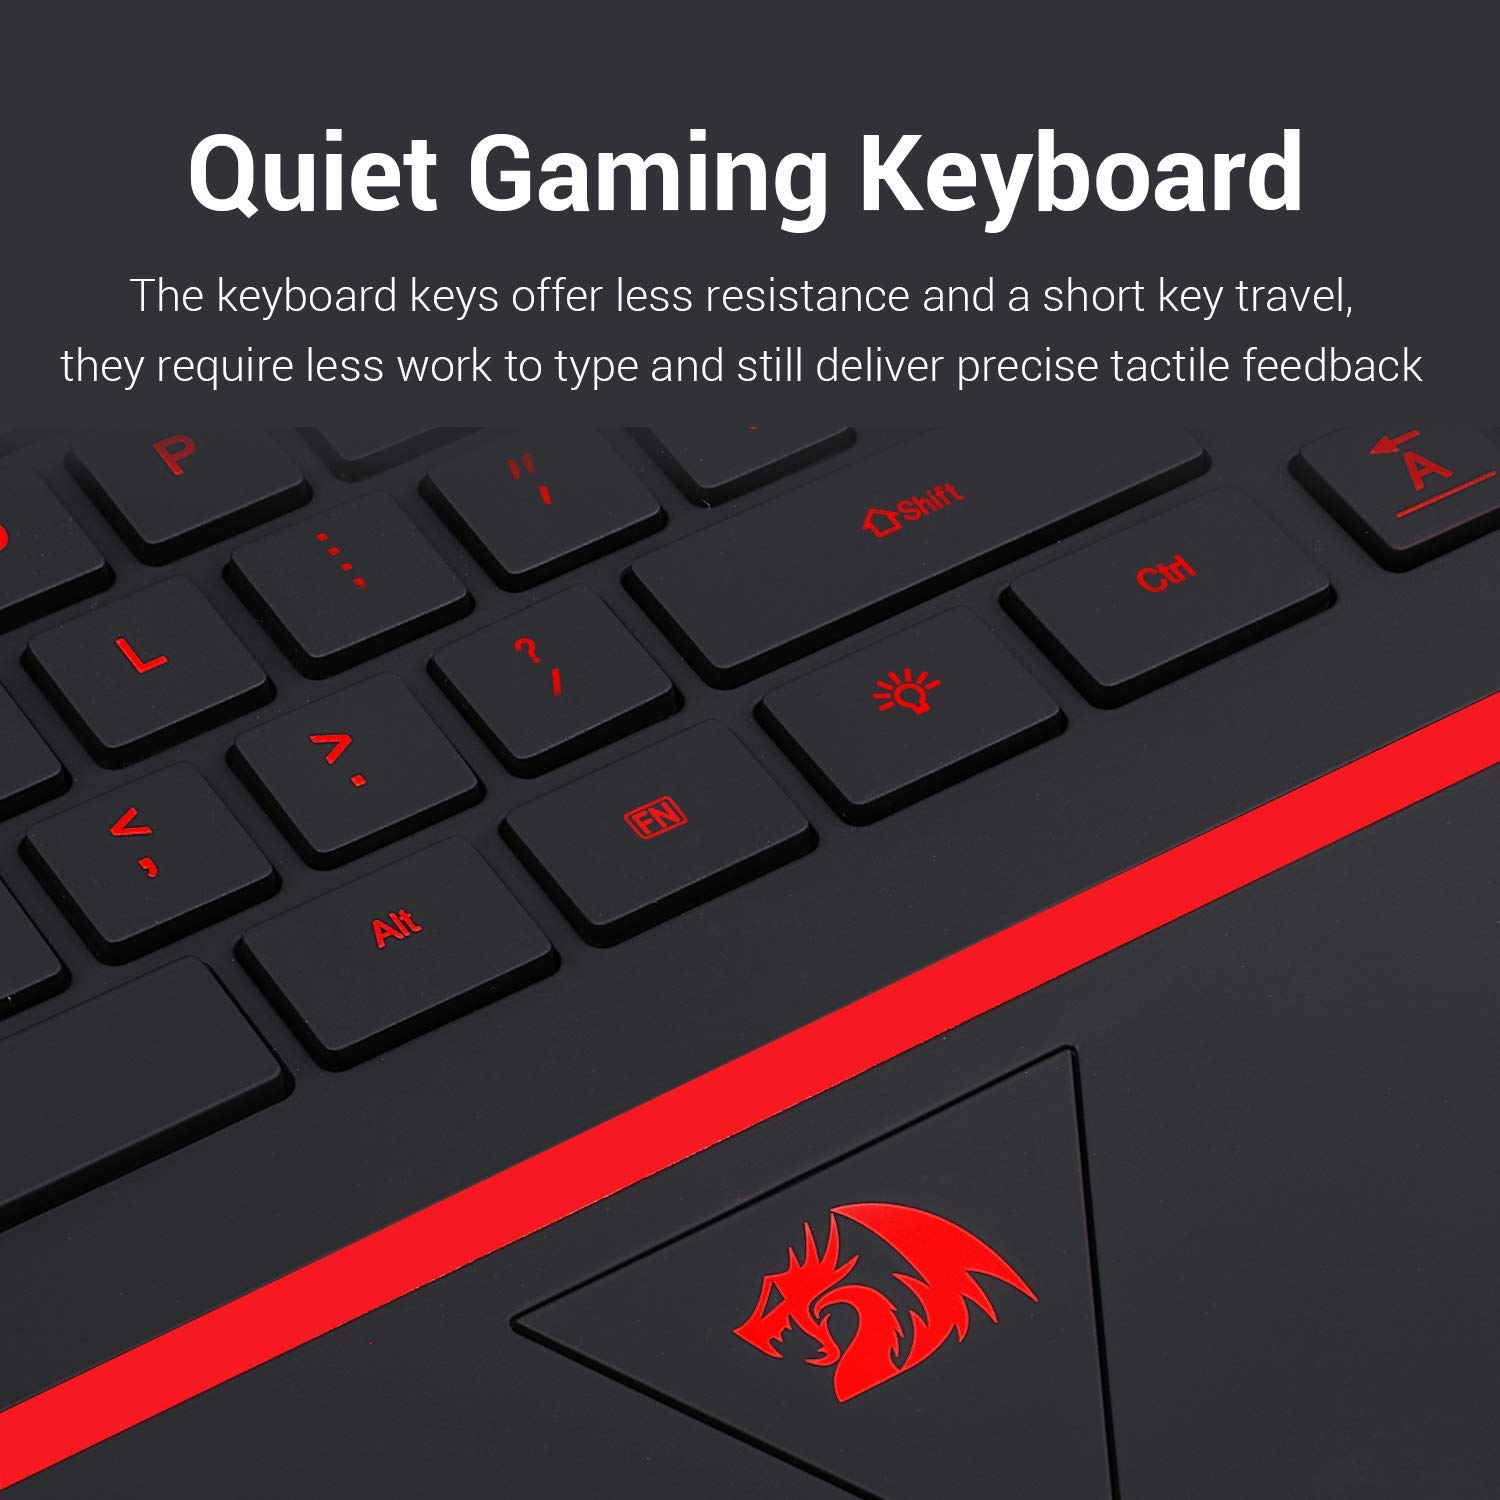 Quiet Gaming Keyboard
The keyboard keys offer less resistance and a short key travel,
they require less work to type and still deliver precise tactile feedback
P
" '
Shift
A
: ;
Ctrl
L
? /
> .
FN
< ,
Alt